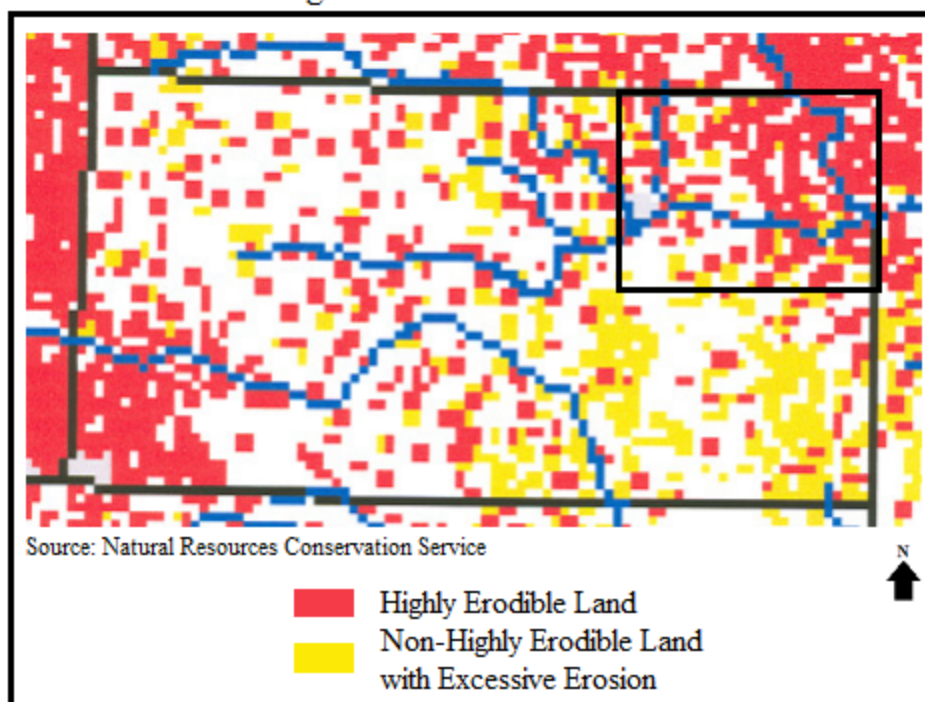 Source: Natural Resources Conservation Service
N
Highly Erodible Land
Non-Highly Erodible Land
with Excessive Erosion